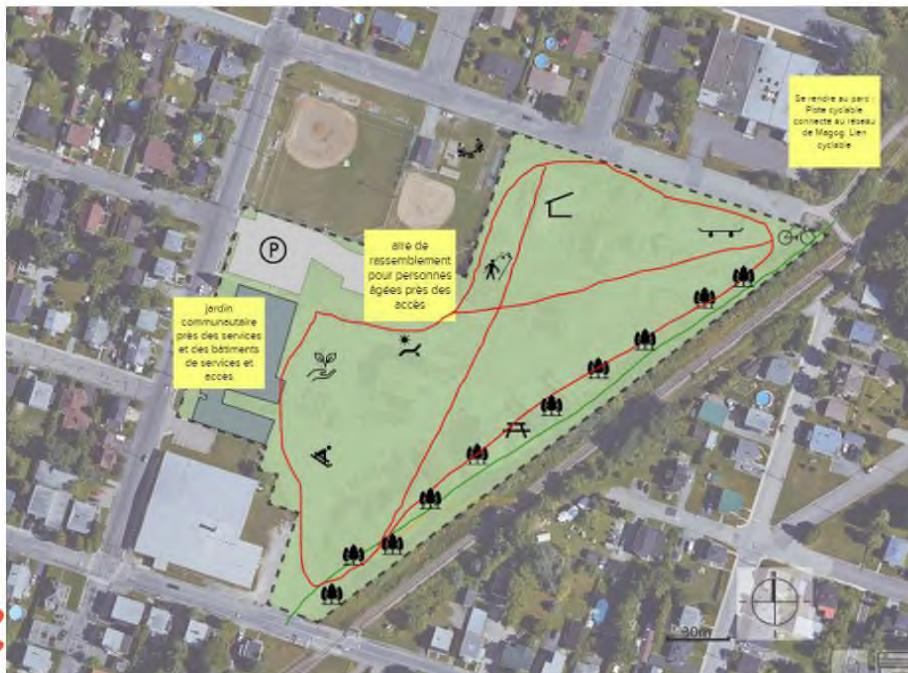 Se rendre au parc :
Piste cyclable
connecté au réseau
de Magog. Lien
cyclable
P
aire de
rassemblement
pour personnes
âgées près des
accès
jardin
communautaire
près des services
et des bâtiments
de services et
accès
30m